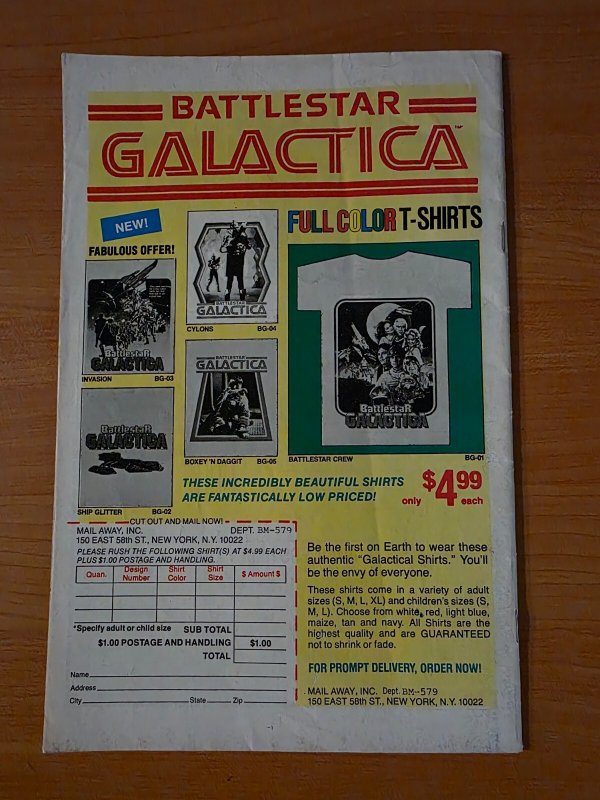 BATTLESTAR
GALACTICA™
NEW!
FABULOUS OFFER!
FULL COLOR T-SHIRTS
BATTLESTAR
GALACTICA
CYLONS BG-04
BattlestaR
GALACTICA
INVASION BG-03
BATTLESTAR
GALACTICA
BOXEY 'N DAGGIT BG-05
BattlestaR
GALACTICA
SHIP GLITTER BG-02
BattlestaR
GALACTICA
BATTLESTAR CREW BG-01
THESE INCREDIBLY BEAUTIFUL SHIRTS
ARE FANTASTICALLY LOW PRICED!
only $4.99 each
CUT OUT AND MAIL NOW!
MAIL AWAY, INC. DEPT. BM-579
150 EAST 58th ST., NEW YORK, N.Y. 10022
PLEASE RUSH THE FOLLOWING SHIRT(S) AT $4.99 EACH
PLUS $1.00 POSTAGE AND HANDLING.
Quan. Design Number Shirt Color Shirt Size $ Amount $
*Specify adult or child size SUB TOTAL
$1.00 POSTAGE AND HANDLING $1.00
TOTAL
Name
Address
City State Zip
Be the first on Earth to wear these
authentic "Galactical Shirts." You'll
be the envy of everyone.
These shirts come in a variety of adult
sizes (S, M, L, XL) and children's sizes (S,
M, L). Choose from white, red, light blue,
maize, tan and navy. All Shirts are the
highest quality and are GUARANTEED
not to shrink or fade.
FOR PROMPT DELIVERY, ORDER NOW!
MAIL AWAY, INC. Dept. BM-579
150 EAST 58th ST., NEW YORK, N.Y. 10022